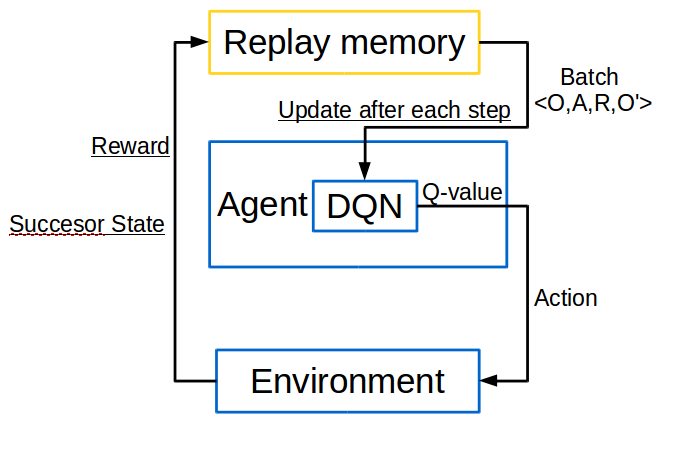 Replay memory
Batch
<O,A,R,O'>
Update after each step
Reward
Agent
DQN
Q-value
Succesor State
Action
Environment